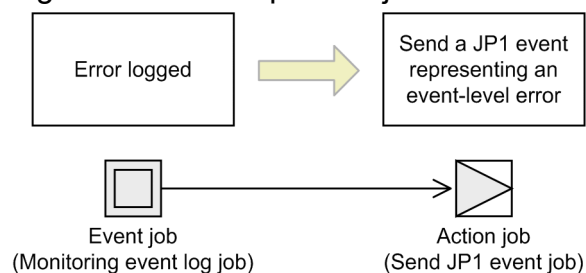 Error logged
Send a JP1 event
representing an
event-level error
Event job
(Monitoring event log job)
Action job
(Send JP1 event job)